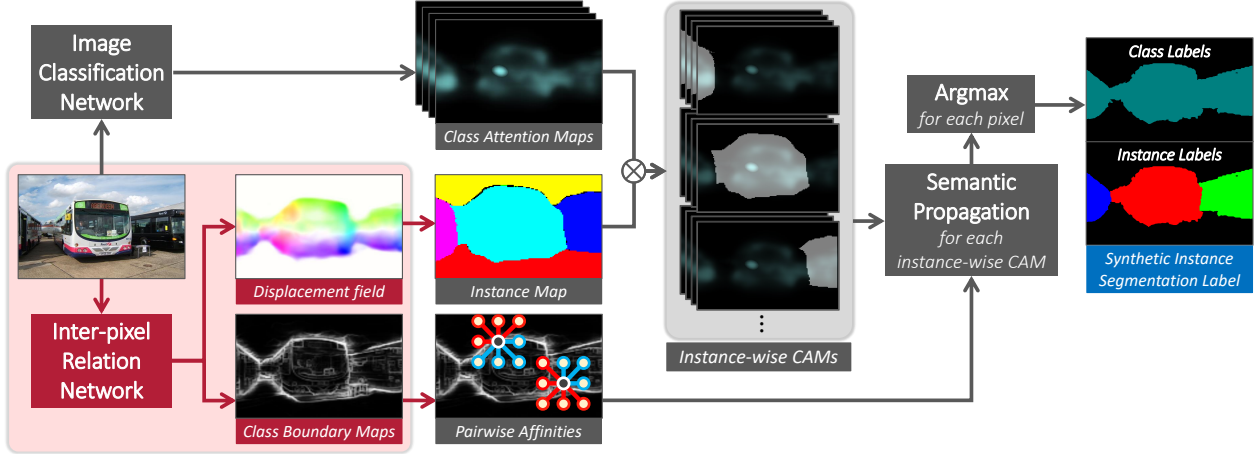 Image
Classification
Network
Class Attention Maps
Displacement field
Instance Map
Inter-pixel
Relation
Network
Class Boundary Maps
Pairwise Affinities
Instance-wise CAMs
Argmax
for each pixel
Semantic
Propagation
for each
instance-wise CAM
Class Labels
Instance Labels
Synthetic Instance
Segmentation Label